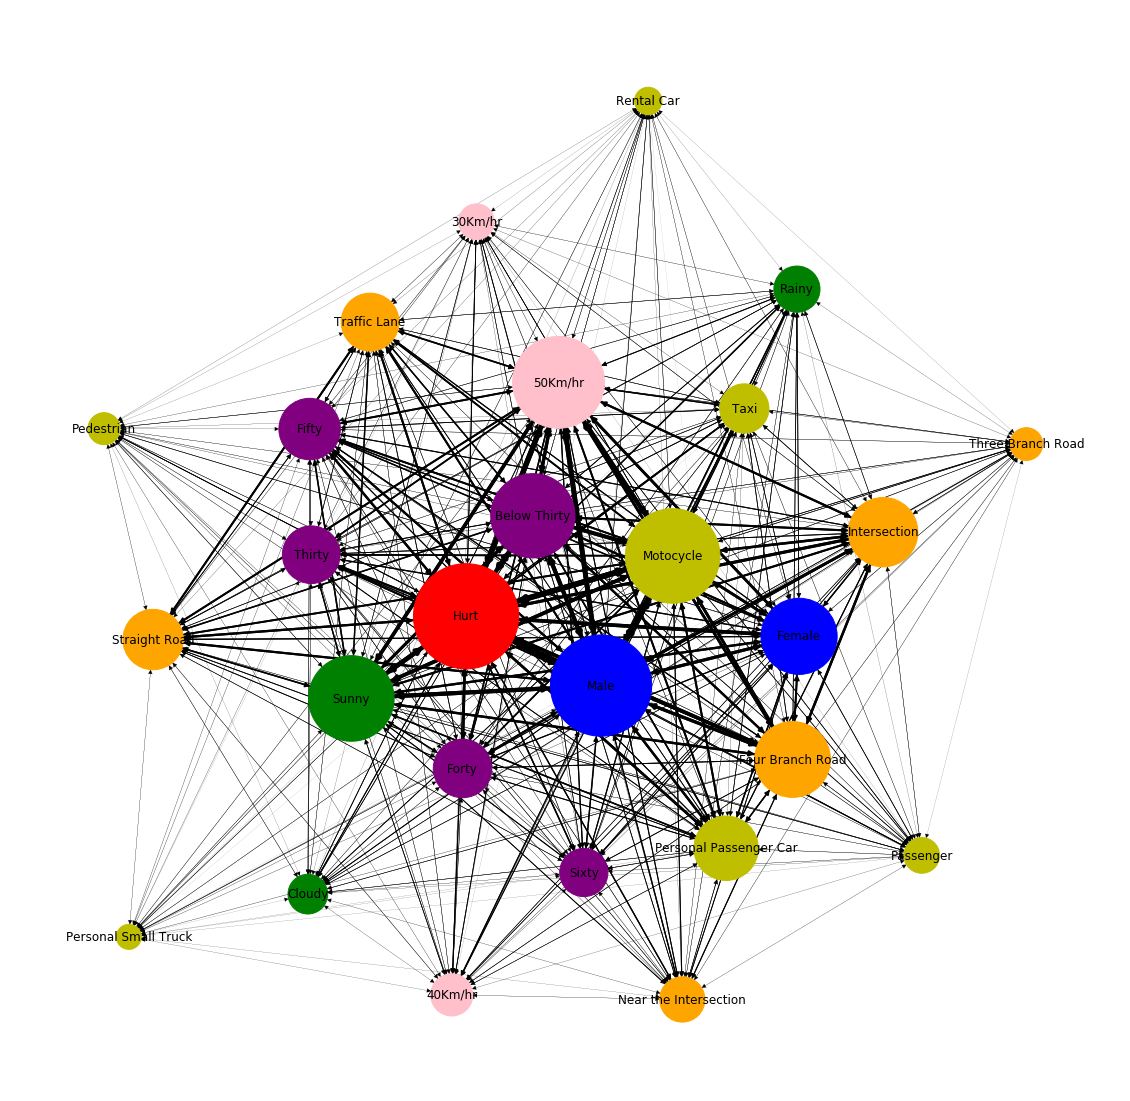 Rental Car
30Km/hr
Rainy
Traffic Lane
50Km/hr
Taxi
Pedestrian
Fifty
Three Branch Road
Below Thirty
Intersection
Thirty
Motocycle
Hurt
Female
Straight Road
Male
Sunny
Four Branch Road
Forty
Personal Passenger Car
Passenger
Sixty
Cloudy
Personal Small Truck
40Km/hr
Near the Intersection